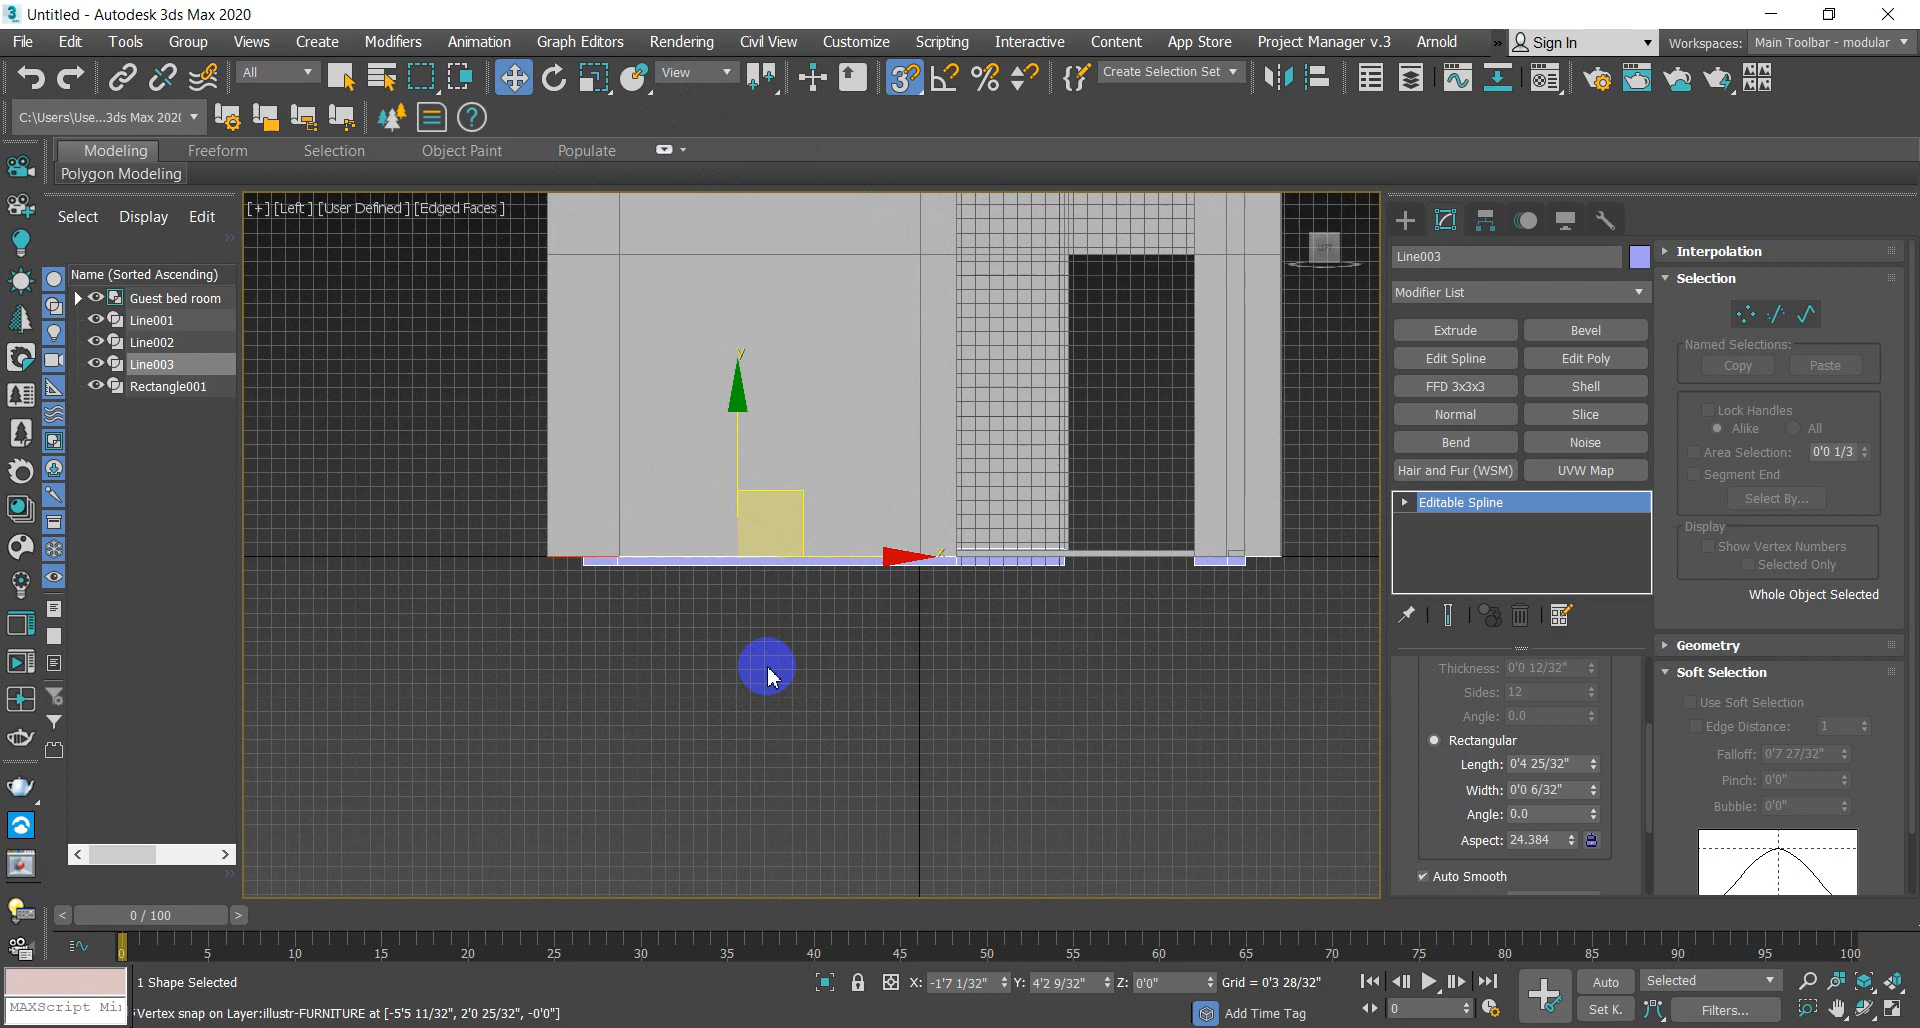 Untitled - Autodesk 3ds Max 2020
File Edit Tools Group Views Create Modifiers Animation Graph Editors Rendering Civil View Customize Scripting Interactive Content App Store Project Manager v.3 Arnold » Sign In Workspaces: Main Toolbar - modular
All View Create Selection Set
C:\Users\Use...3ds Max 202(
Modeling Freeform Selection Object Paint Populate
Polygon Modeling
Select Display Edit
[+][Left][User Defined][Edged Faces]
LEFT
Name (Sorted Ascending)
Guest bed room
Line001
Line002
Line003
Rectangle001
y
x
Line003
Modifier List
Extrude Bevel
Edit Spline Edit Poly
FFD 3x3x3 Shell
Normal Slice
Bend Noise
Hair and Fur (WSM) UVW Map
Editable Spline
Thickness: 0'0 12/32"
Sides: 12
Angle: 0.0
Rectangular
Length: 0'4 25/32"
Width: 0'0 6/32"
Angle: 0.0
Aspect: 24.384
Auto Smooth
Interpolation
Selection
Named Selections:
Copy Paste
Lock Handles
Alike All
Area Selection: 0'0 1/3
Segment End
Select By...
Display
Show Vertex Numbers
Selected Only
Whole Object Selected
Geometry
Soft Selection
Use Soft Selection
Edge Distance: 1
Falloff: 0'7 27/32"
Pinch: 0'0"
Bubble: 0'0"
< 0 / 100 >
0 5 10 15 20 25 30 35 40 45 50 55 60 65 70 75 80 85 90 95 100
1 Shape Selected
X: -1'7 1/32" Y: 4'2 9/32" Z: 0'0" Grid = 0'3 28/32"
Auto Selected
MAXScript Mi
Vertex snap on Layer:illustr-FURNITURE at [-5'5 11/32", 2'0 25/32", -0'0"]
Add Time Tag
0
Set K. Filters...